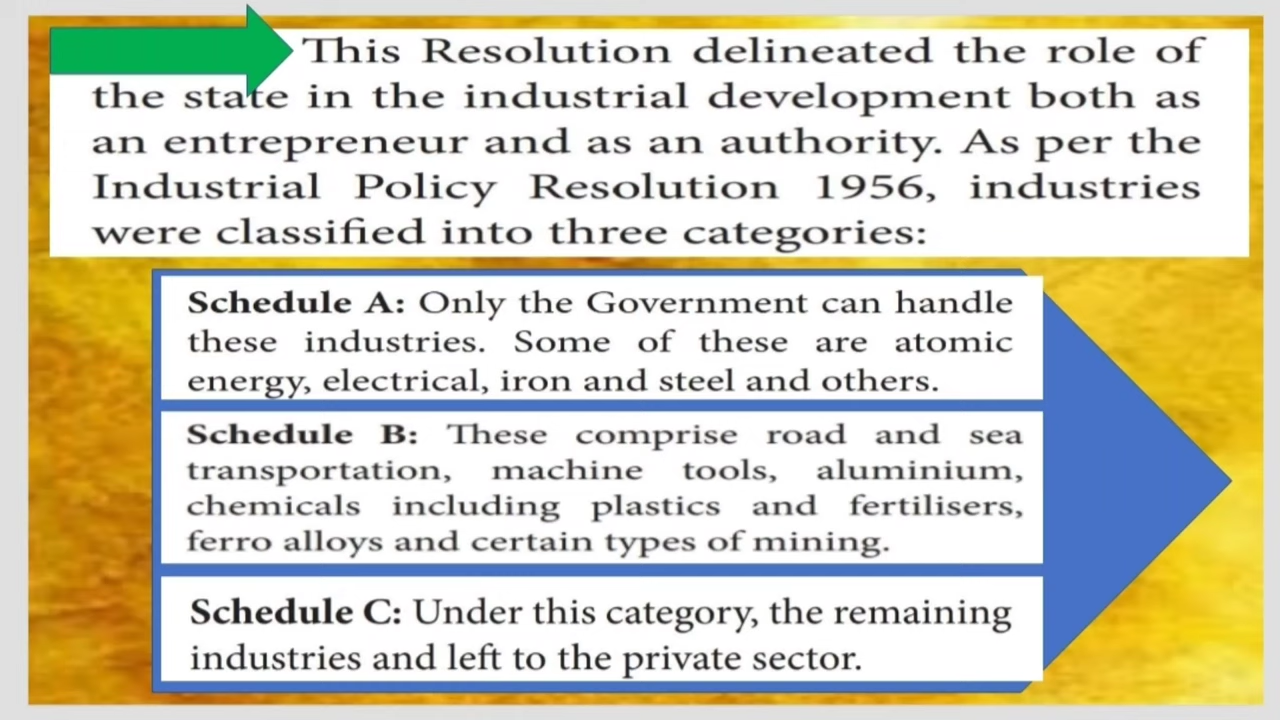 This Resolution delineated the role of
the state in the industrial development both as
an entrepreneur and as an authority. As per the
Industrial Policy Resolution 1956, industries
were classified into three categories:
Schedule A: Only the Government can handle
these industries. Some of these are atomic
energy, electrical, iron and steel and others.
Schedule B: These comprise road and sea
transportation, machine tools, aluminium,
chemicals including plastics and fertilisers,
ferro alloys and certain types of mining.
Schedule C: Under this category, the remaining
industries and left to the private sector.